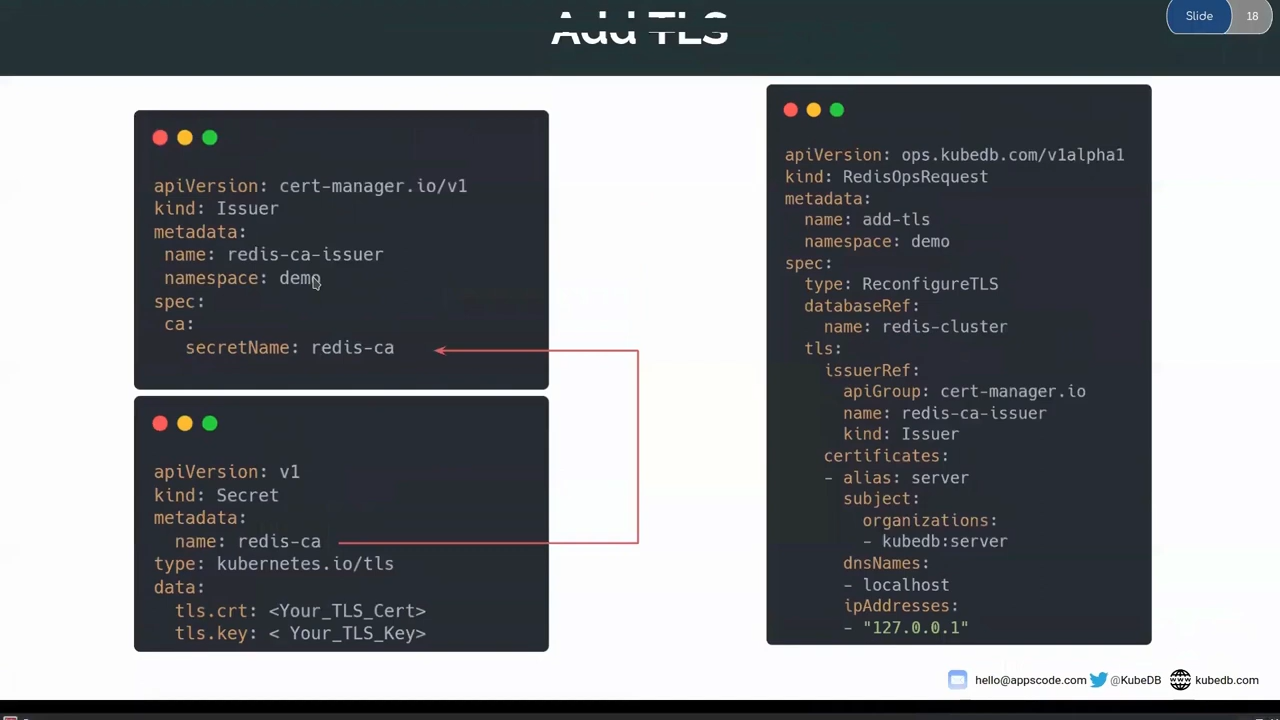 Add TLS
Slide 18
apiVersion: cert-manager.io/v1
kind: Issuer
metadata:
 name: redis-ca-issuer
 namespace: demo
spec:
 ca:
   secretName: redis-ca
apiVersion: v1
kind: Secret
metadata:
  name: redis-ca
type: kubernetes.io/tls
data:
  tls.crt: <Your_TLS_Cert>
  tls.key: < Your_TLS_Key>
apiVersion: ops.kubedb.com/v1alpha1
kind: RedisOpsRequest
metadata:
  name: add-tls
  namespace: demo
spec:
  type: ReconfigureTLS
  databaseRef:
    name: redis-cluster
  tls:
    issuerRef:
      apiGroup: cert-manager.io
      name: redis-ca-issuer
      kind: Issuer
    certificates:
    - alias: server
      subject:
        organizations:
        - kubedb:server
      dnsNames:
      - localhost
      ipAddresses:
      - "127.0.0.1"
hello@appscode.com @KubeDB kubedb.com